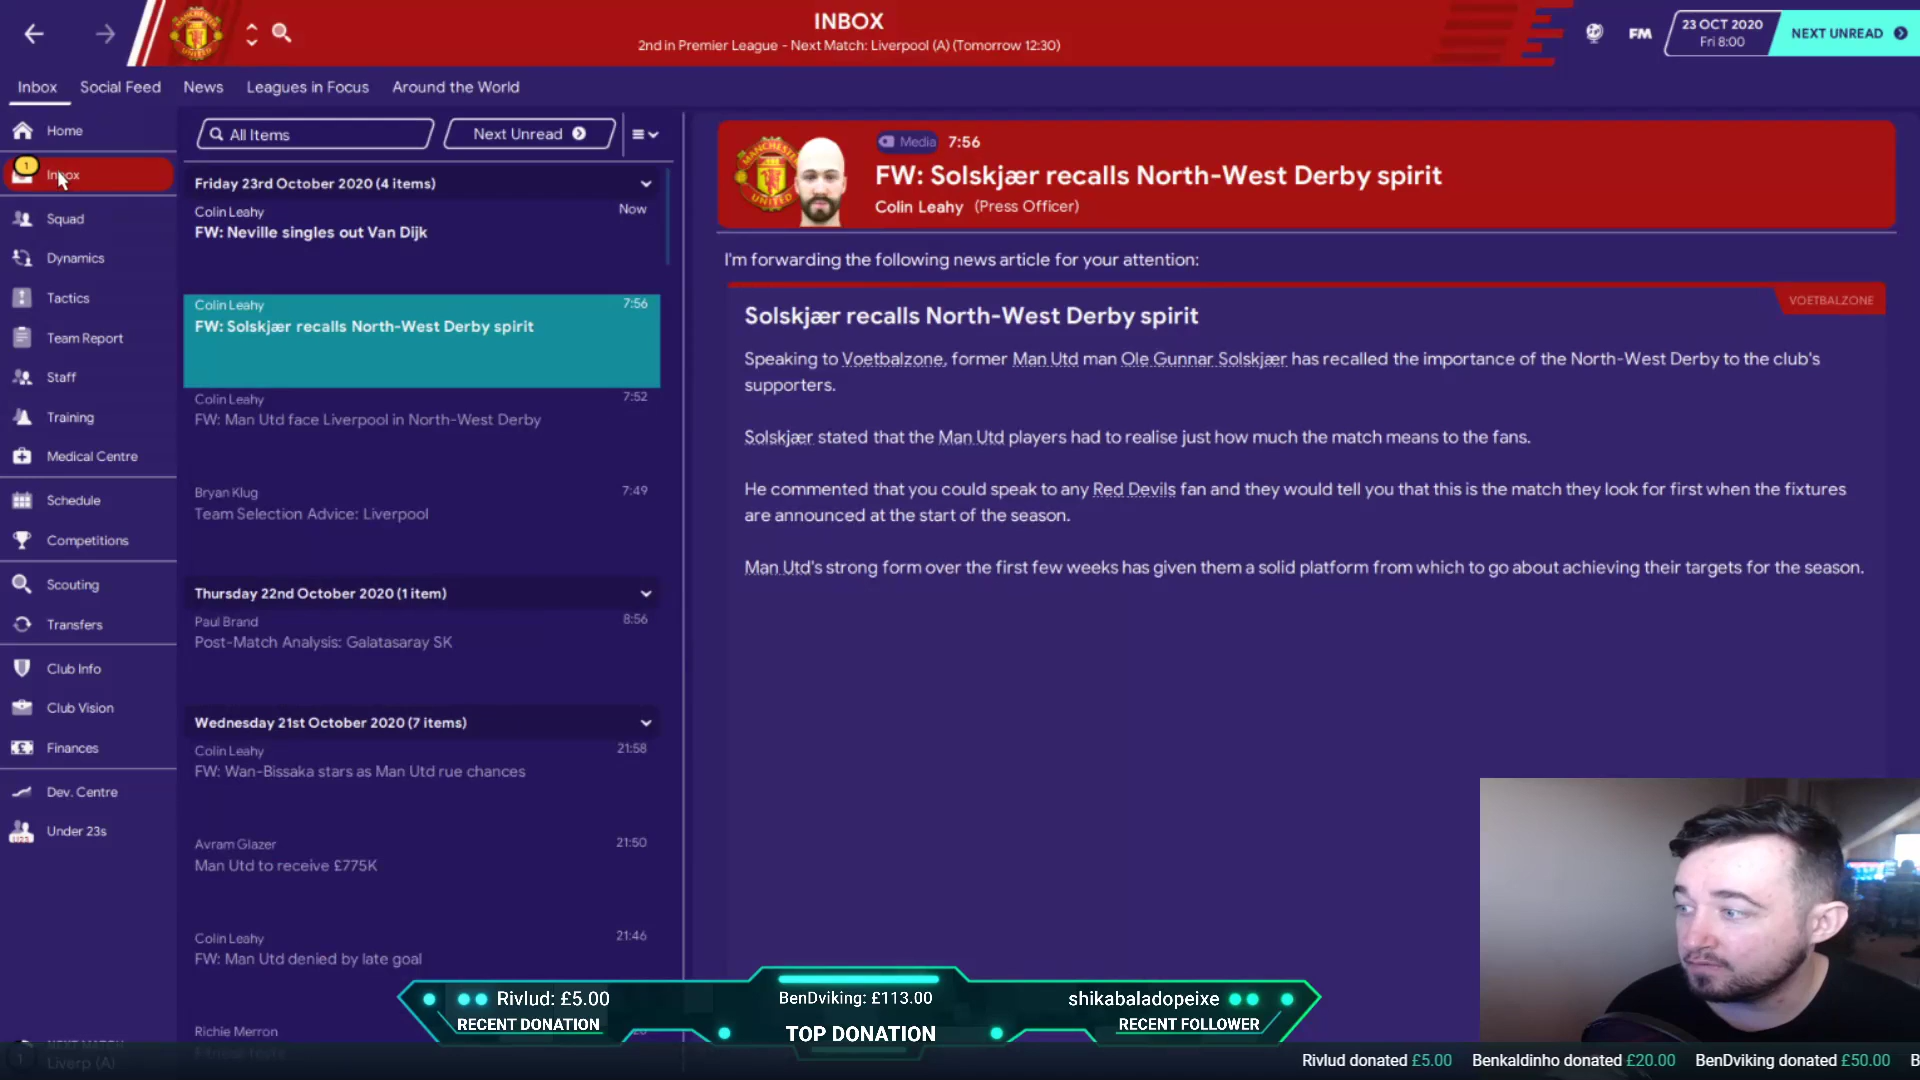 INBOX
2nd in Premier League - Next Match: Liverpool (A) (Tomorrow 12:30)
FM
23 OCT 2020
Fri 8:00
NEXT UNREAD
Inbox
Social Feed
News
Leagues in Focus
Around the World
Home
1
Inbox
Squad
Dynamics
Tactics
Team Report
Staff
Training
Medical Centre
Schedule
Competitions
Scouting
Transfers
Club Info
Club Vision
Finances
Dev. Centre
Under 23s
1
Liverp (A)
All Items
Next Unread
Friday 23rd October 2020 (4 items)
Colin Leahy
Now
FW: Neville singles out Van Dijk
Colin Leahy
7:56
FW: Solskjær recalls North-West Derby spirit
Colin Leahy
7:52
FW: Man Utd face Liverpool in North-West Derby
Bryan Klug
7:49
Team Selection Advice: Liverpool
Thursday 22nd October 2020 (1 item)
Paul Brand
8:56
Post-Match Analysis: Galatasaray SK
Wednesday 21st October 2020 (7 items)
Colin Leahy
21:58
FW: Wan-Bissaka stars as Man Utd rue chances
Avram Glazer
21:50
Man Utd to receive £775K
Colin Leahy
21:46
FW: Man Utd denied by late goal
Richie Merron
MANCHESTER
UNITED
Media
7:56
FW: Solskjær recalls North-West Derby spirit
Colin Leahy (Press Officer)
I'm forwarding the following news article for your attention:
VOETBALZONE
Solskjær recalls North-West Derby spirit
Speaking to Voetbalzone, former Man Utd man Ole Gunnar Solskjær has recalled the importance of the North-West Derby to the club's
supporters.
Solskjær stated that the Man Utd players had to realise just how much the match means to the fans.
He commented that you could speak to any Red Devils fan and they would tell you that this is the match they look for first when the fixtures
are announced at the start of the season.
Man Utd's strong form over the first few weeks has given them a solid platform from which to go about achieving their targets for the season.
Rivlud: £5.00
RECENT DONATION
BenDviking: £113.00
TOP DONATION
shikabaladopeixe
RECENT FOLLOWER
Rivlud donated £5.00
Benkaldinho donated £20.00
BenDviking donated £50.00
B